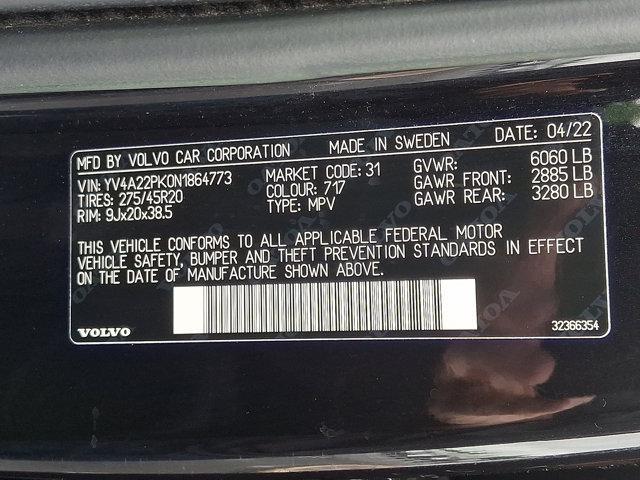 MFD BY VOLVO CAR CORPORATION MADE IN SWEDEN DATE: 04/22
VIN: YV4A22PK0N1864773 MARKET CODE: 31 GVWR: 6060 LB
TIRES: 275/45R20 COLOUR: 717 GAWR FRONT: 2885 LB
RIM: 9Jx20x38.5 TYPE: MPV GAWR REAR: 3280 LB
THIS VEHICLE CONFORMS TO ALL APPLICABLE FEDERAL MOTOR
VEHICLE SAFETY, BUMPER AND THEFT PREVENTION STANDARDS IN EFFECT
ON THE DATE OF MANUFACTURE SHOWN ABOVE.
VOLVO 32366354